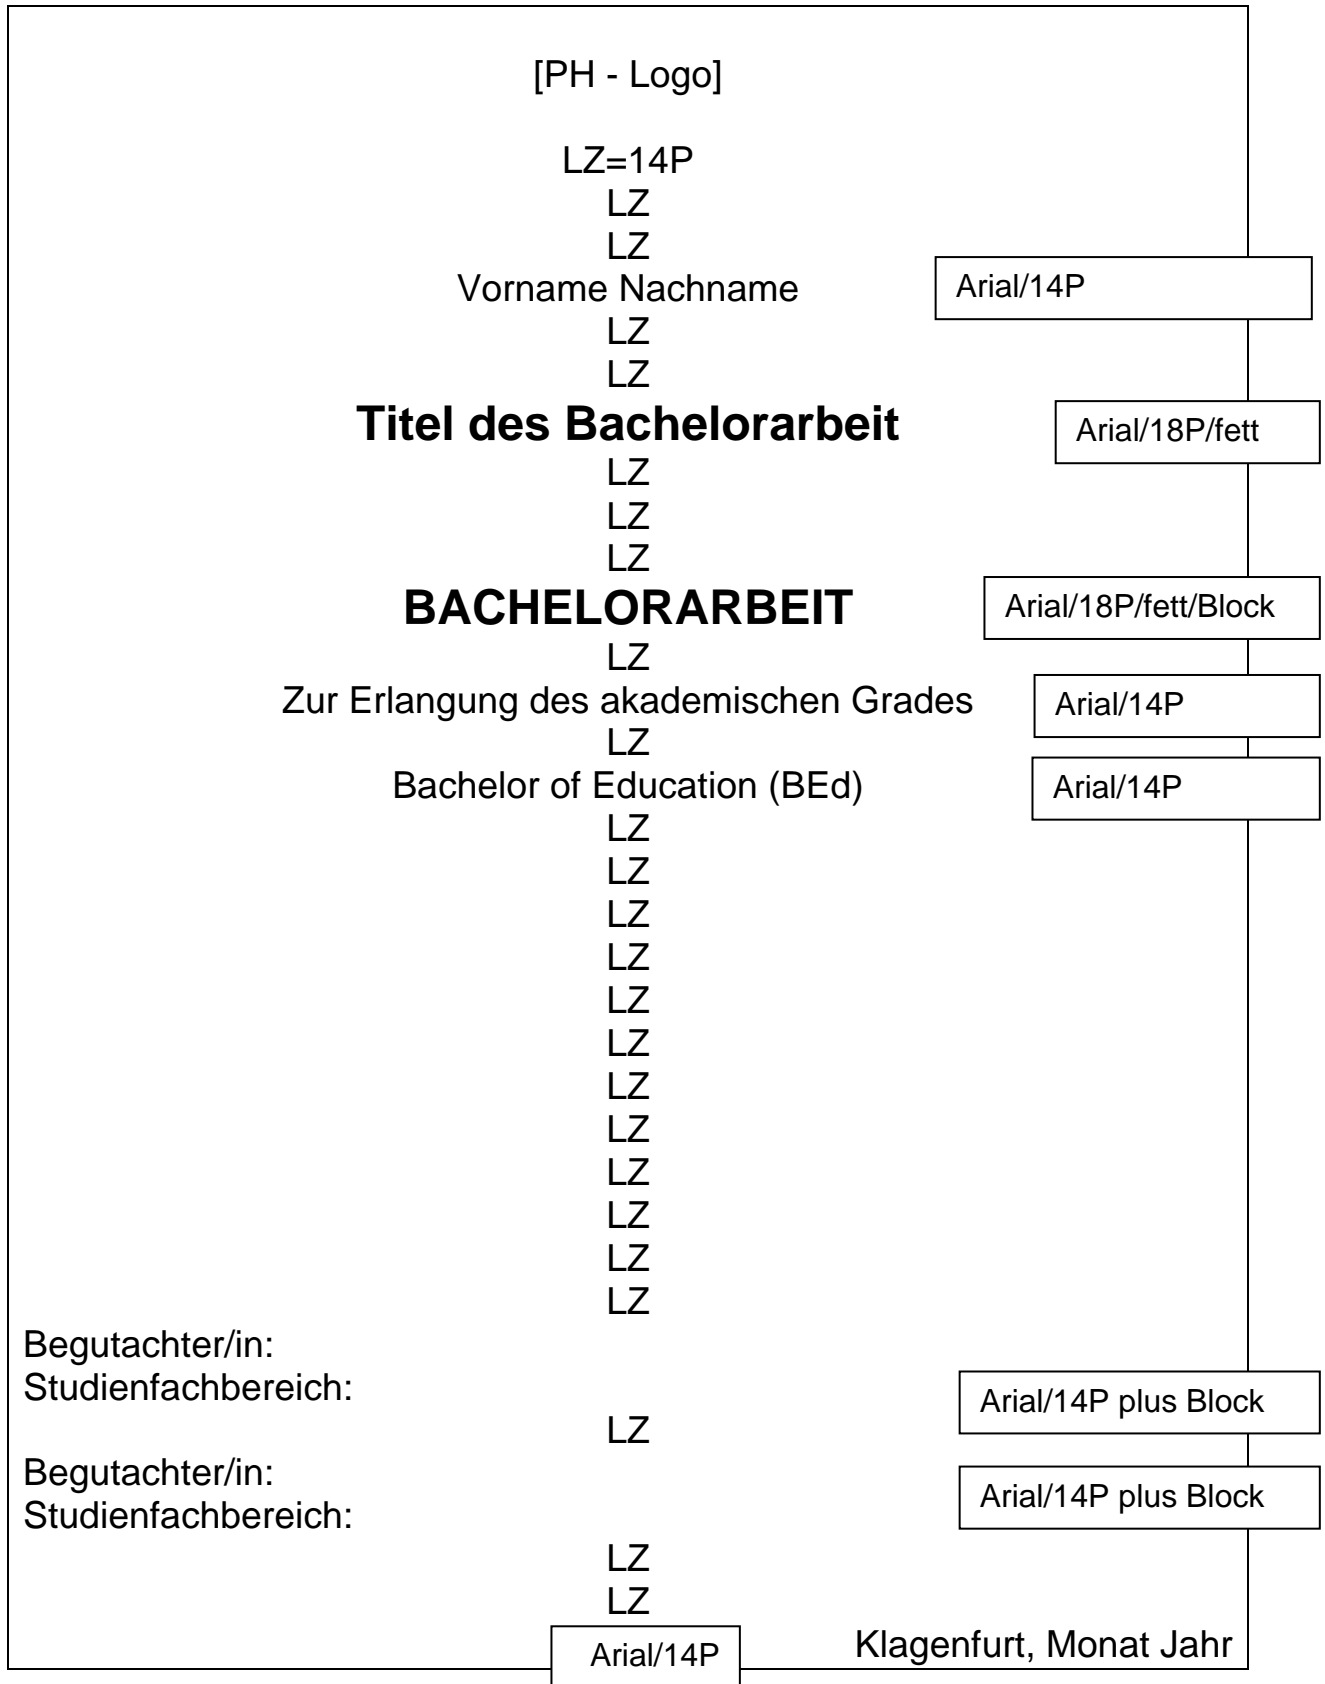 [PH - Logo]
LZ=14P
LZ
LZ
Vorname Nachname
Arial/14P
LZ
LZ
Titel des Bachelorarbeit
Arial/18P/fett
LZ
LZ
LZ
BACHELORARBEIT
Arial/18P/fett/Block
LZ
Zur Erlangung des akademischen Grades
Arial/14P
LZ
Bachelor of Education (BEd)
Arial/14P
LZ
LZ
LZ
LZ
LZ
LZ
LZ
LZ
LZ
LZ
LZ
LZ
Begutachter/in:
Studienfachbereich:
Arial/14P plus Block
LZ
Begutachter/in:
Studienfachbereich:
Arial/14P plus Block
LZ
LZ
Arial/14P
Klagenfurt, Monat Jahr